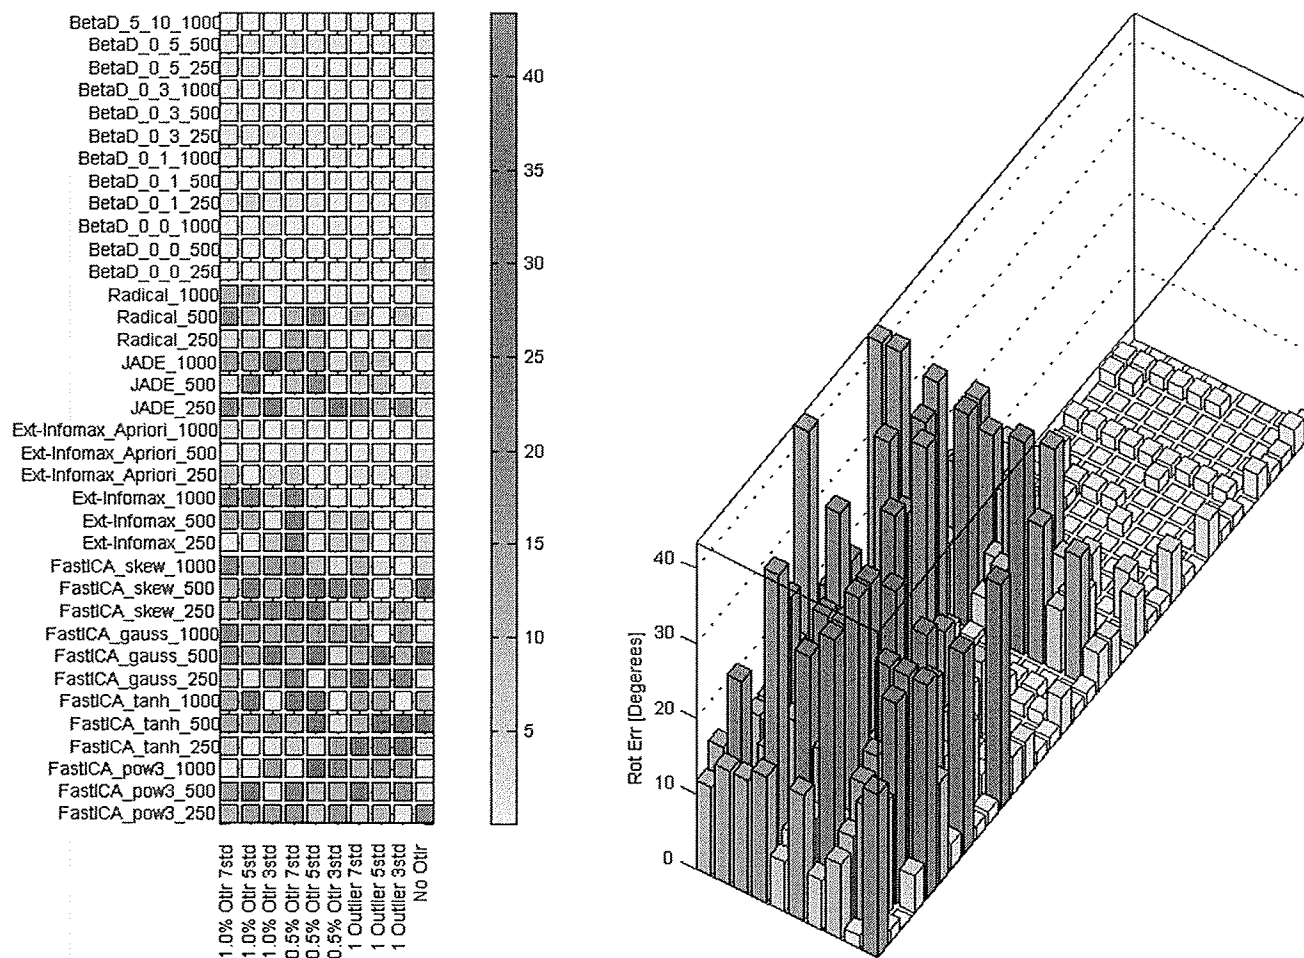 BetaD_5_10_1000
BetaD_0_5_500
BetaD_0_5_250
BetaD_0_3_1000
BetaD_0_3_500
BetaD_0_3_250
BetaD_0_1_1000
BetaD_0_1_500
BetaD_0_1_250
BetaD_0_0_1000
BetaD_0_0_500
BetaD_0_0_250
Radical_1000
Radical_500
Radical_250
JADE_1000
JADE_500
JADE_250
Ext-Infomax_Apriori_1000
Ext-Infomax_Apriori_500
Ext-Infomax_Apriori_250
Ext-Infomax_1000
Ext-Infomax_500
Ext-Infomax_250
FastICA_skew_1000
FastICA_skew_500
FastICA_skew_250
FastICA_gauss_1000
FastICA_gauss_500
FastICA_gauss_250
FastICA_tanh_1000
FastICA_tanh_500
FastICA_tanh_250
FastICA_pow3_1000
FastICA_pow3_500
FastICA_pow3_250
1.0% Otlr 7std
1.0% Otlr 5std
1.0% Otlr 3std
0.5% Otlr 7std
0.5% Otlr 5std
0.5% Otlr 3std
1 Outlier 7std
1 Outlier 5std
1 Outlier 3std
No Otlr
40
35
30
25
20
15
10
5
Rot Err [Degerees]
40
30
20
10
0